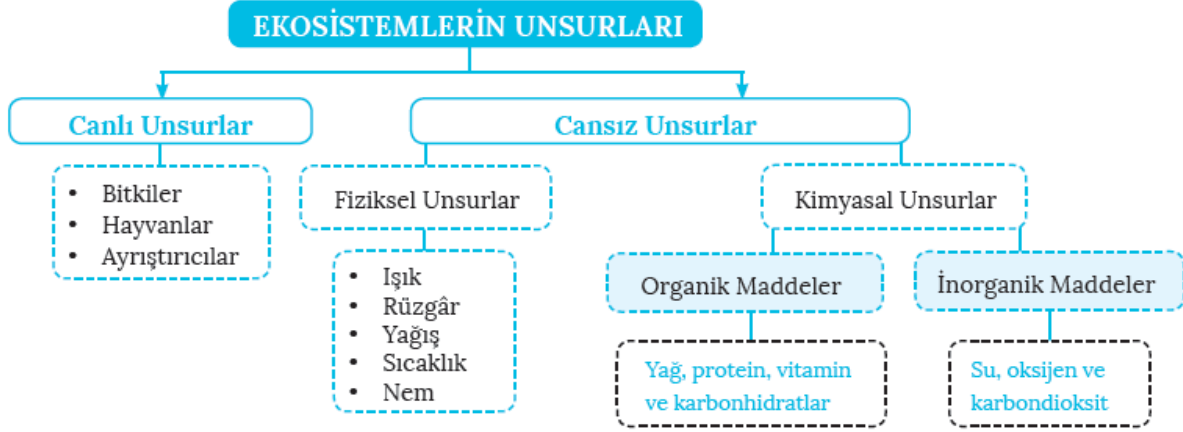 EKOSİSTEMLERİN UNSURLARI
Canlı Unsurlar
Cansız Unsurlar
• Bitkiler
• Hayvanlar
• Ayrıştırıcılar
Fiziksel Unsurlar
Kimyasal Unsurlar
• Işık
• Rüzgâr
• Yağış
• Sıcaklık
• Nem
Organik Maddeler
İnorganik Maddeler
Yağ, protein, vitamin
ve karbonhidratlar
Su, oksijen ve
karbondioksit